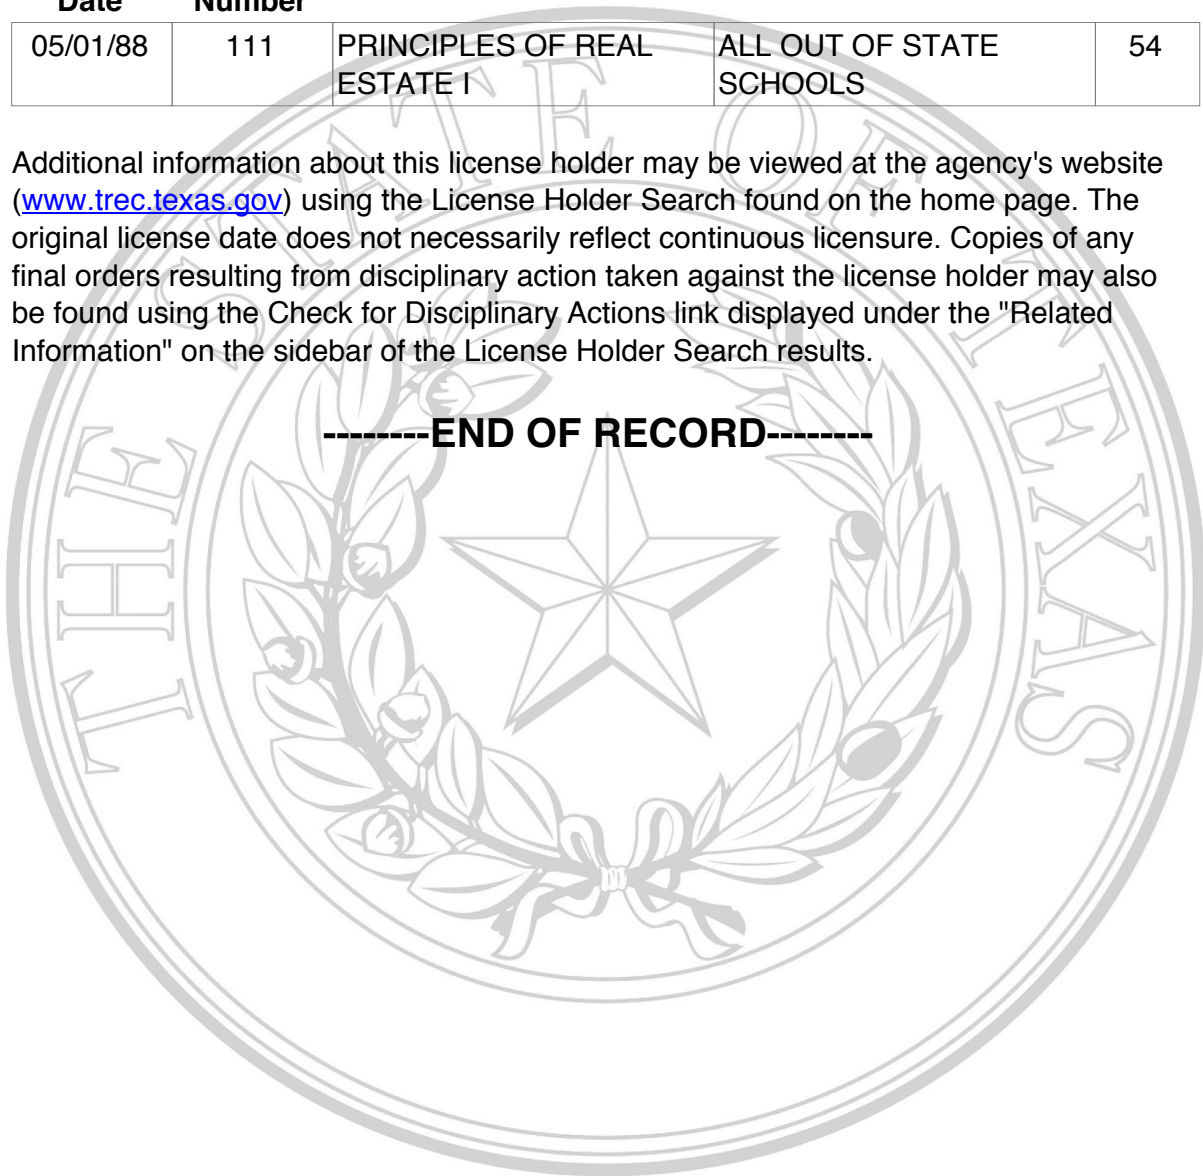 Date Number
05/01/88 111 PRINCIPLES OF REAL ALL OUT OF STATE 54
ESTATE I SCHOOLS
Additional information about this license holder may be viewed at the agency's website
(www.trec.texas.gov) using the License Holder Search found on the home page. The
original license date does not necessarily reflect continuous licensure. Copies of any
final orders resulting from disciplinary action taken against the license holder may also
be found using the Check for Disciplinary Actions link displayed under the "Related
Information" on the sidebar of the License Holder Search results.
--------END OF RECORD--------
THE STATE OF TEXAS